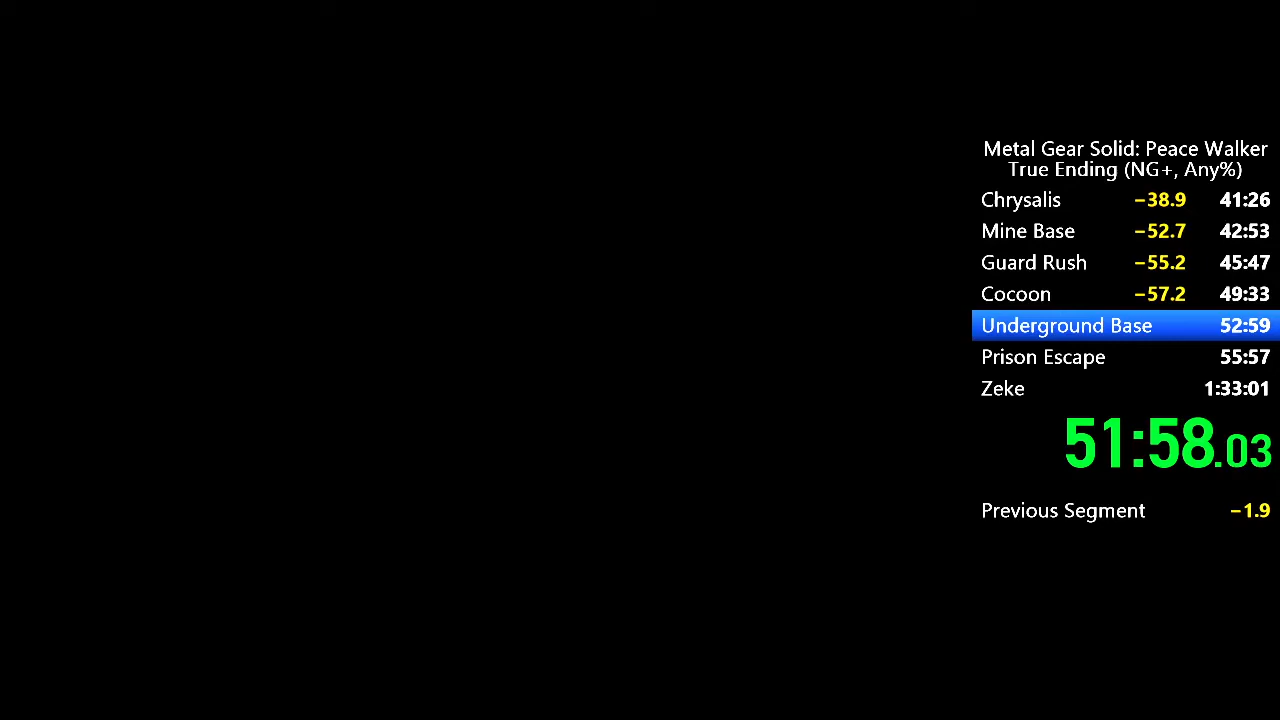 Metal Gear Solid: Peace Walker
True Ending (NG+, Any%)
Chrysalis −38.9 41:26
Mine Base −52.7 42:53
Guard Rush −55.2 45:47
Cocoon −57.2 49:33
Underground Base 52:59
Prison Escape 55:57
Zeke 1:33:01
51:58.03
Previous Segment −1.9